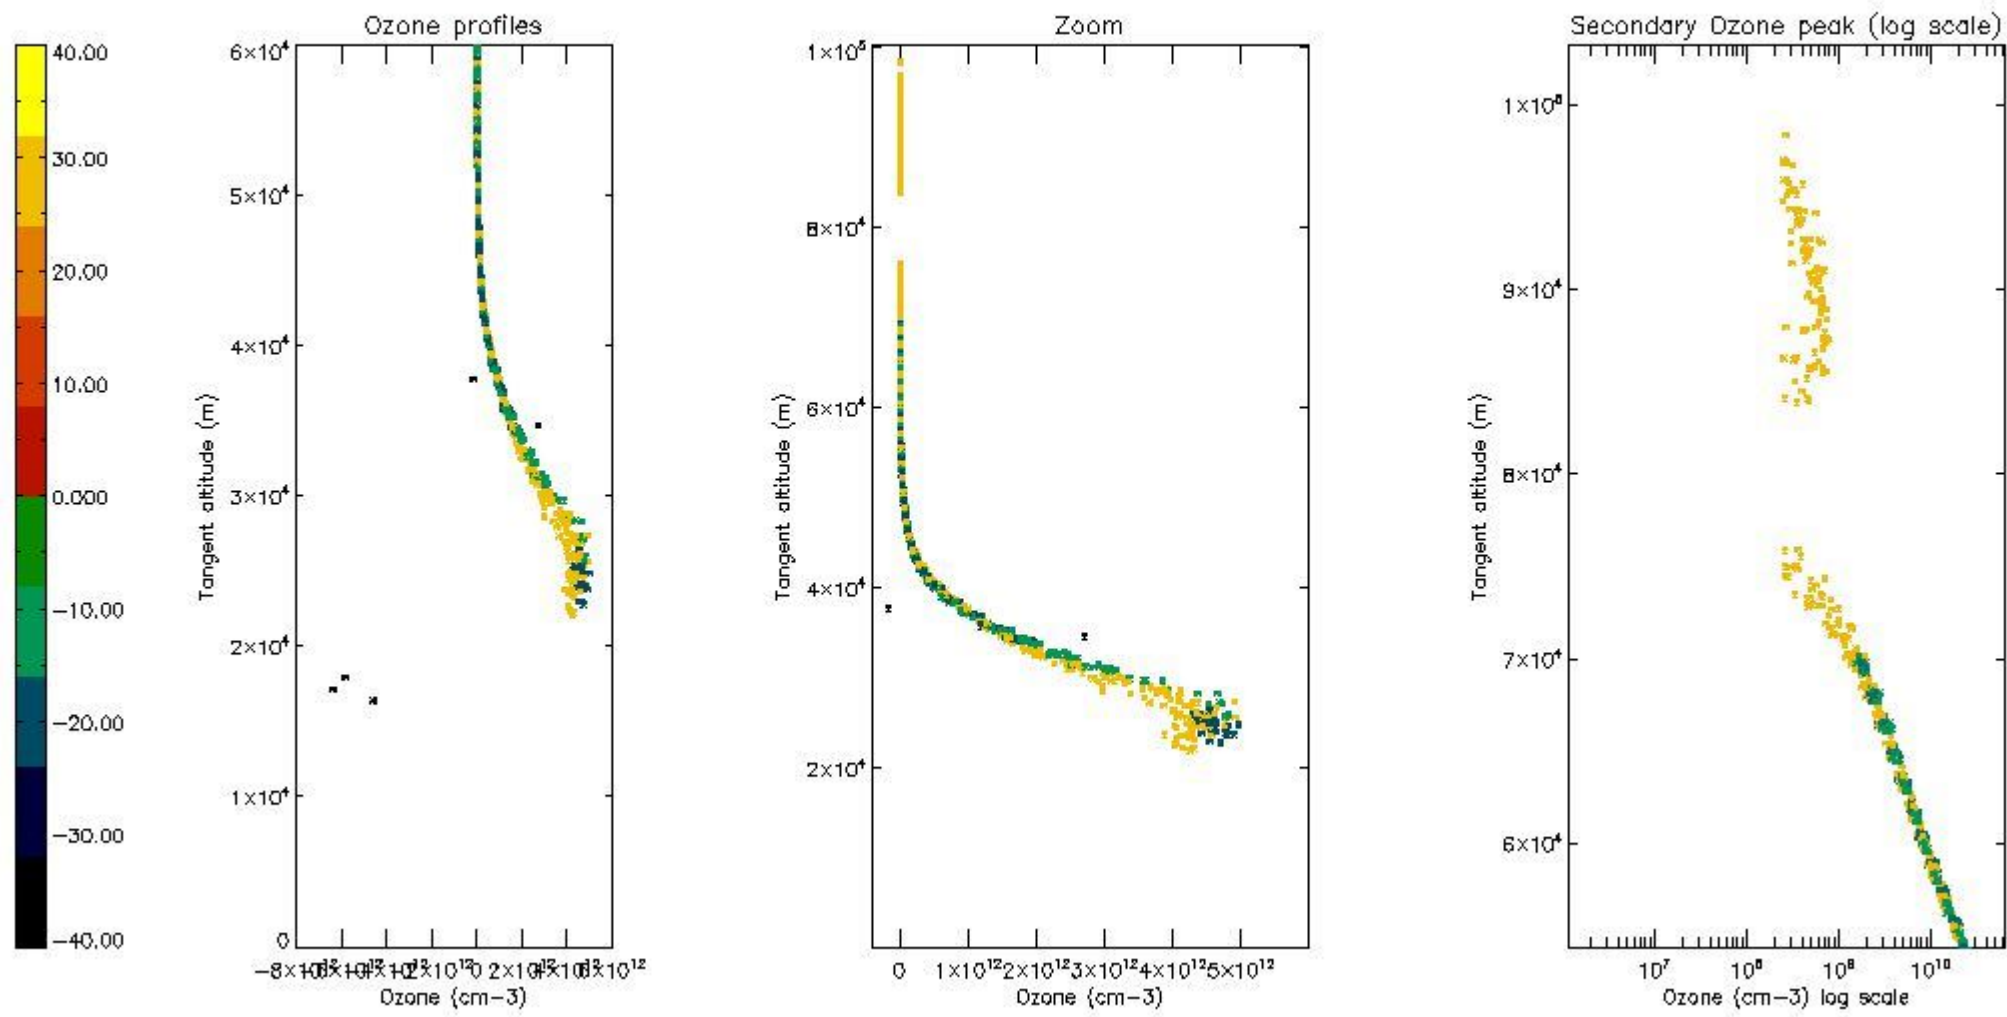 Ozone profiles
Zoom
Secondary Ozone peak (log scale)
40.00
30.00
20.00
10.00
0.000
−10.00
−20.00
−30.00
−40.00
6×10⁴
5×10⁴
4×10⁴
3×10⁴
2×10⁴
1×10⁴
0
Tangent altitude (m)
0
6×10¹²
Ozone (cm−3)
1×10⁵
8×10⁴
6×10⁴
4×10⁴
2×10⁴
Tangent altitude (m)
0 1×10¹² 2×10¹² 3×10¹² 4×10¹² 5×10¹²
Ozone (cm−3)
9×10⁴
8×10⁴
7×10⁴
6×10⁴
Tangent altitude (m)
10⁷ 10⁸ 10⁹ 10¹⁰
Ozone (cm−3) log scale